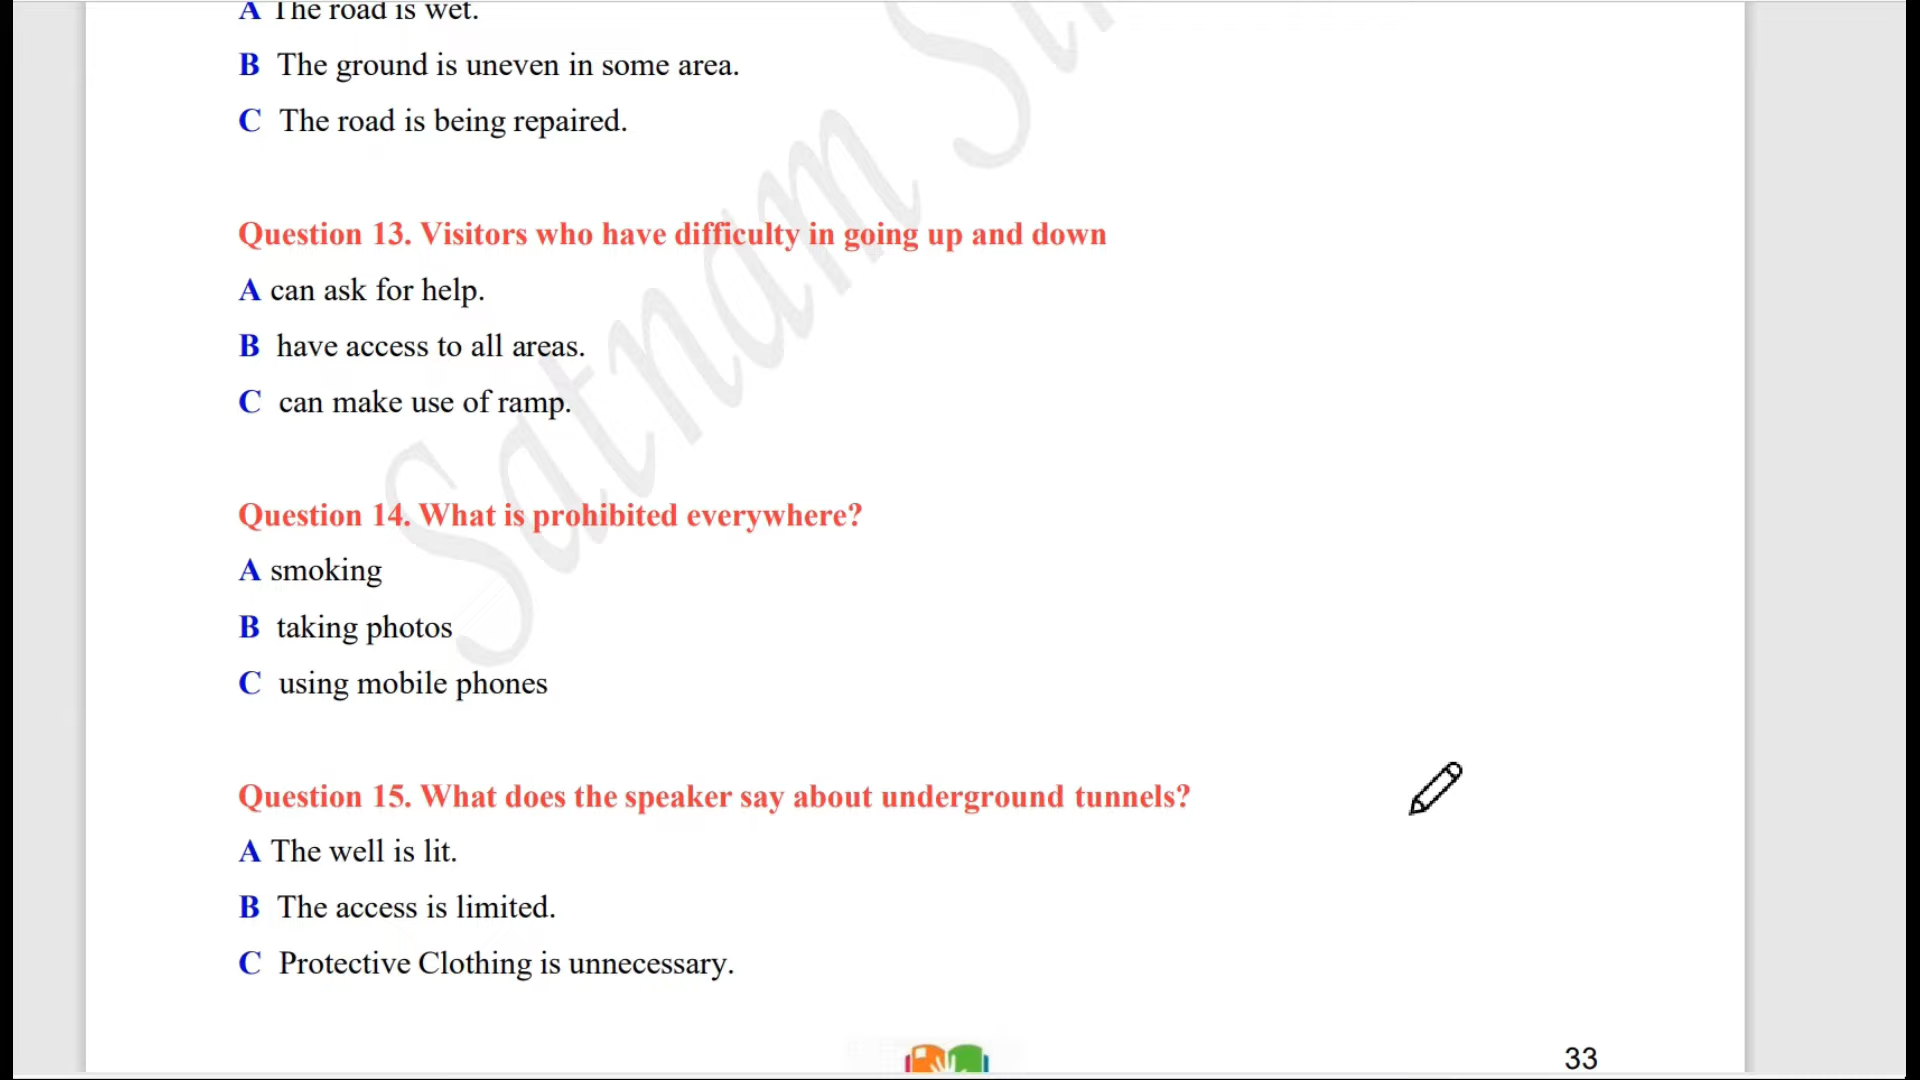 A The road is wet.
B The ground is uneven in some area.
C The road is being repaired.
Question 13. Visitors who have difficulty in going up and down
A can ask for help.
B have access to all areas.
C can make use of ramp.
Question 14. What is prohibited everywhere?
A smoking
B taking photos
C using mobile phones
Question 15. What does the speaker say about underground tunnels?
A The well is lit.
B The access is limited.
C Protective Clothing is unnecessary.
33
Satnam